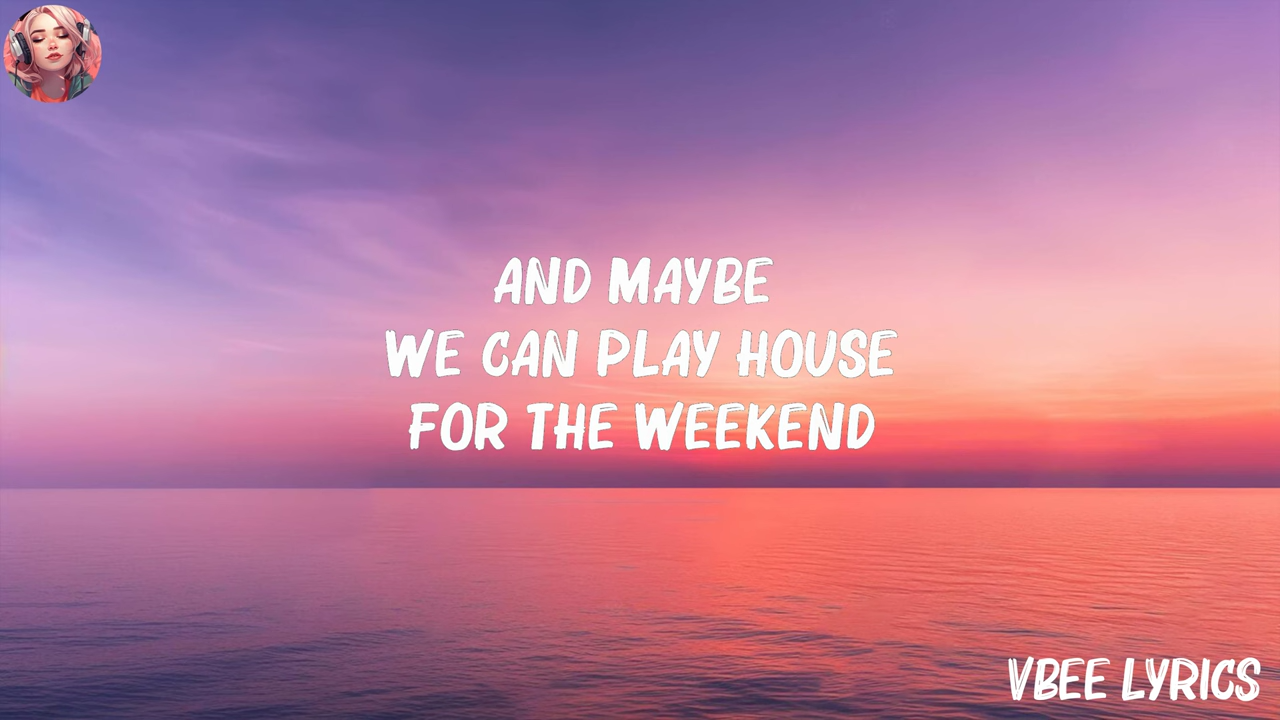 AND MAYBE
WE CAN PLAY HOUSE
FOR THE WEEKEND
VBEE LYRICS